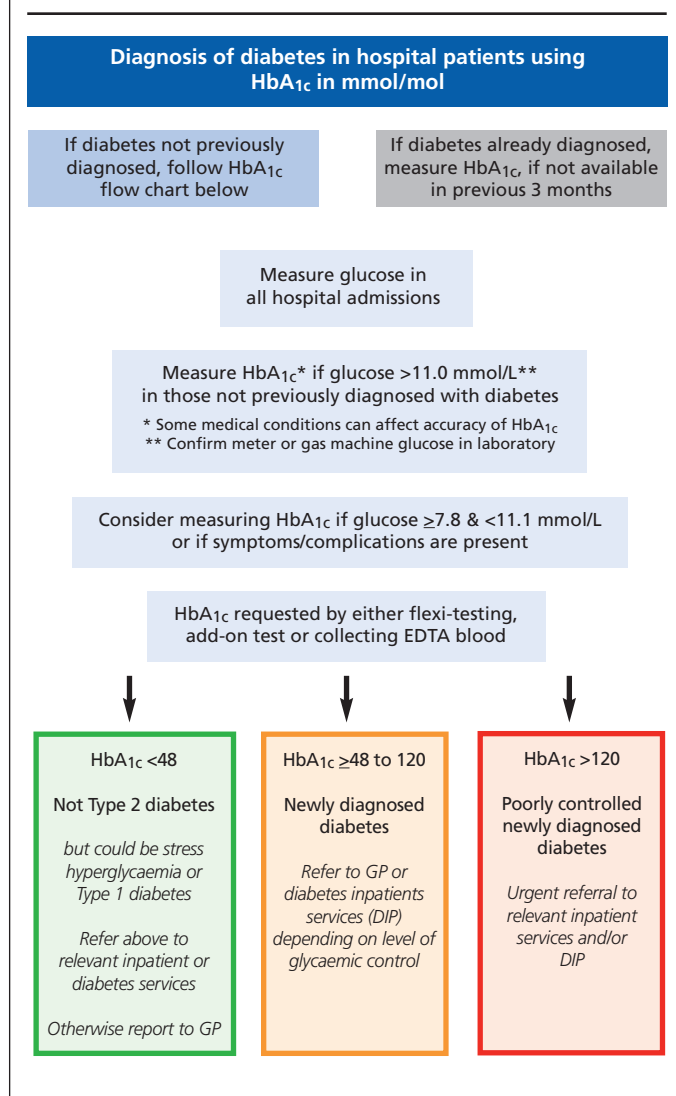 Diagnosis of diabetes in hospital patients using
HbA1c in mmol/mol
If diabetes not previously
diagnosed, follow HbA1c
flow chart below
If diabetes already diagnosed,
measure HbA1c, if not available
in previous 3 months
Measure glucose in
all hospital admissions
Measure HbA1c* if glucose >11.0 mmol/L**
in those not previously diagnosed with diabetes
* Some medical conditions can affect accuracy of HbA1c
** Confirm meter or gas machine glucose in laboratory
Consider measuring HbA1c if glucose ≥7.8 & <11.1 mmol/L
or if symptoms/complications are present
HbA1c requested by either flexi-testing,
add-on test or collecting EDTA blood
HbA1c <48
Not Type 2 diabetes
but could be stress
hyperglycaemia or
Type 1 diabetes
Refer above to
relevant inpatient or
diabetes services
Otherwise report to GP
HbA1c ≥48 to 120
Newly diagnosed
diabetes
Refer to GP or
diabetes inpatients
services (DIP)
depending on level of
glycaemic control
HbA1c >120
Poorly controlled
newly diagnosed
diabetes
Urgent referral to
relevant inpatient
services and/or
DIP